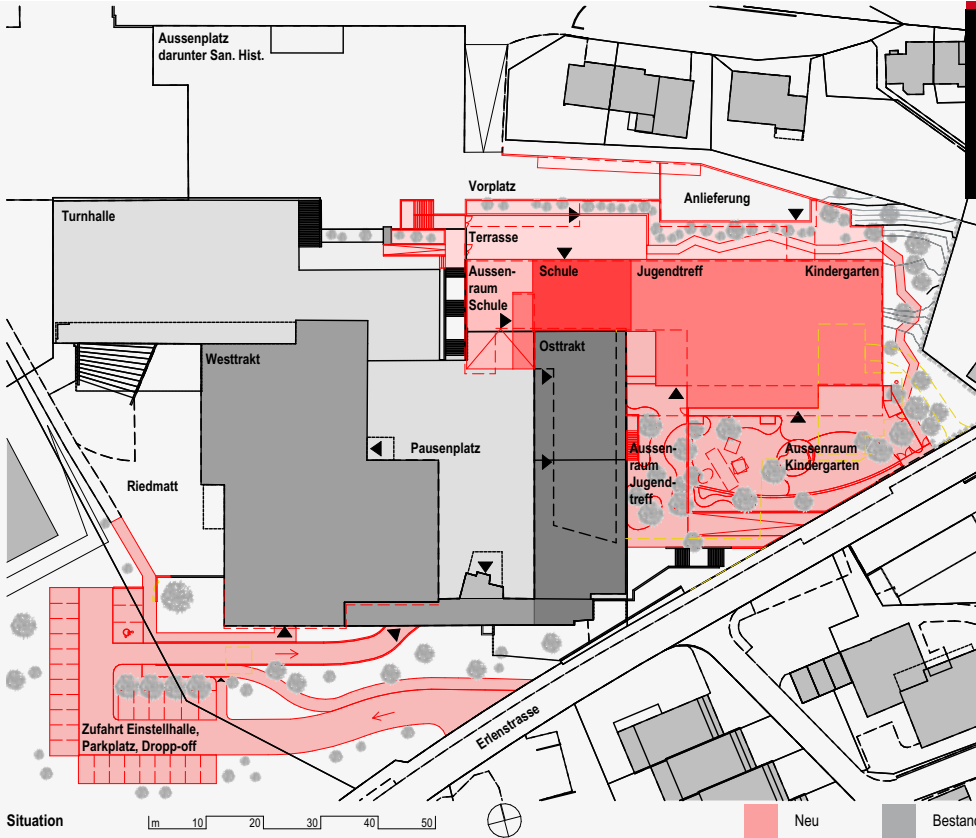 Aussenplatz
darunter San. Hist.
Vorplatz
Anlieferung
Turnhalle
Terrasse
Aussen-
raum
Schule
Schule
Jugendtreff
Kindergarten
Westtrakt
Osttrakt
Pausenplatz
Aussen-
raum
Jugend-
treff
Aussenraum
Kindergarten
Riedmatt
Zufahrt Einstellhalle,
Parkplatz, Dropp-off
Erlenstrasse
Situation
m 10 20 30 40 50
Neu
Bestand